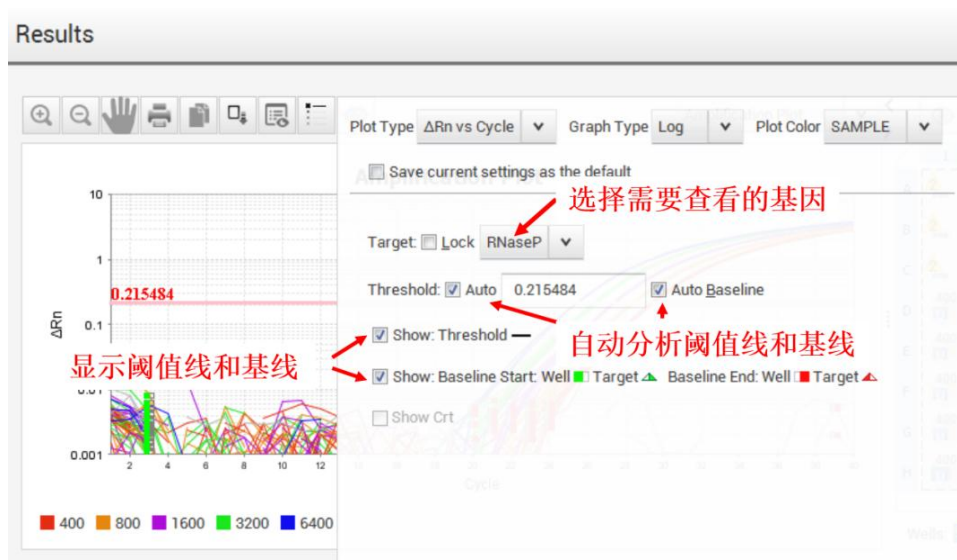 Results
Plot Type ΔRn vs Cycle Graph Type Log Plot Color SAMPLE
Save current settings as the default
选择需要查看的基因
Target: Lock RNaseP
Threshold: Auto 0.215484 Auto Baseline
自动分析阈值线和基线
Show: Threshold
显示阈值线和基线
Show: Baseline Start: Well Target Baseline End: Well Target
Show Crt
ΔRn
10
1
0.215484
0.1
0.01
0.001
2 4 6 8 10 12
Cycle
400 800 1600 3200 6400
Wells: